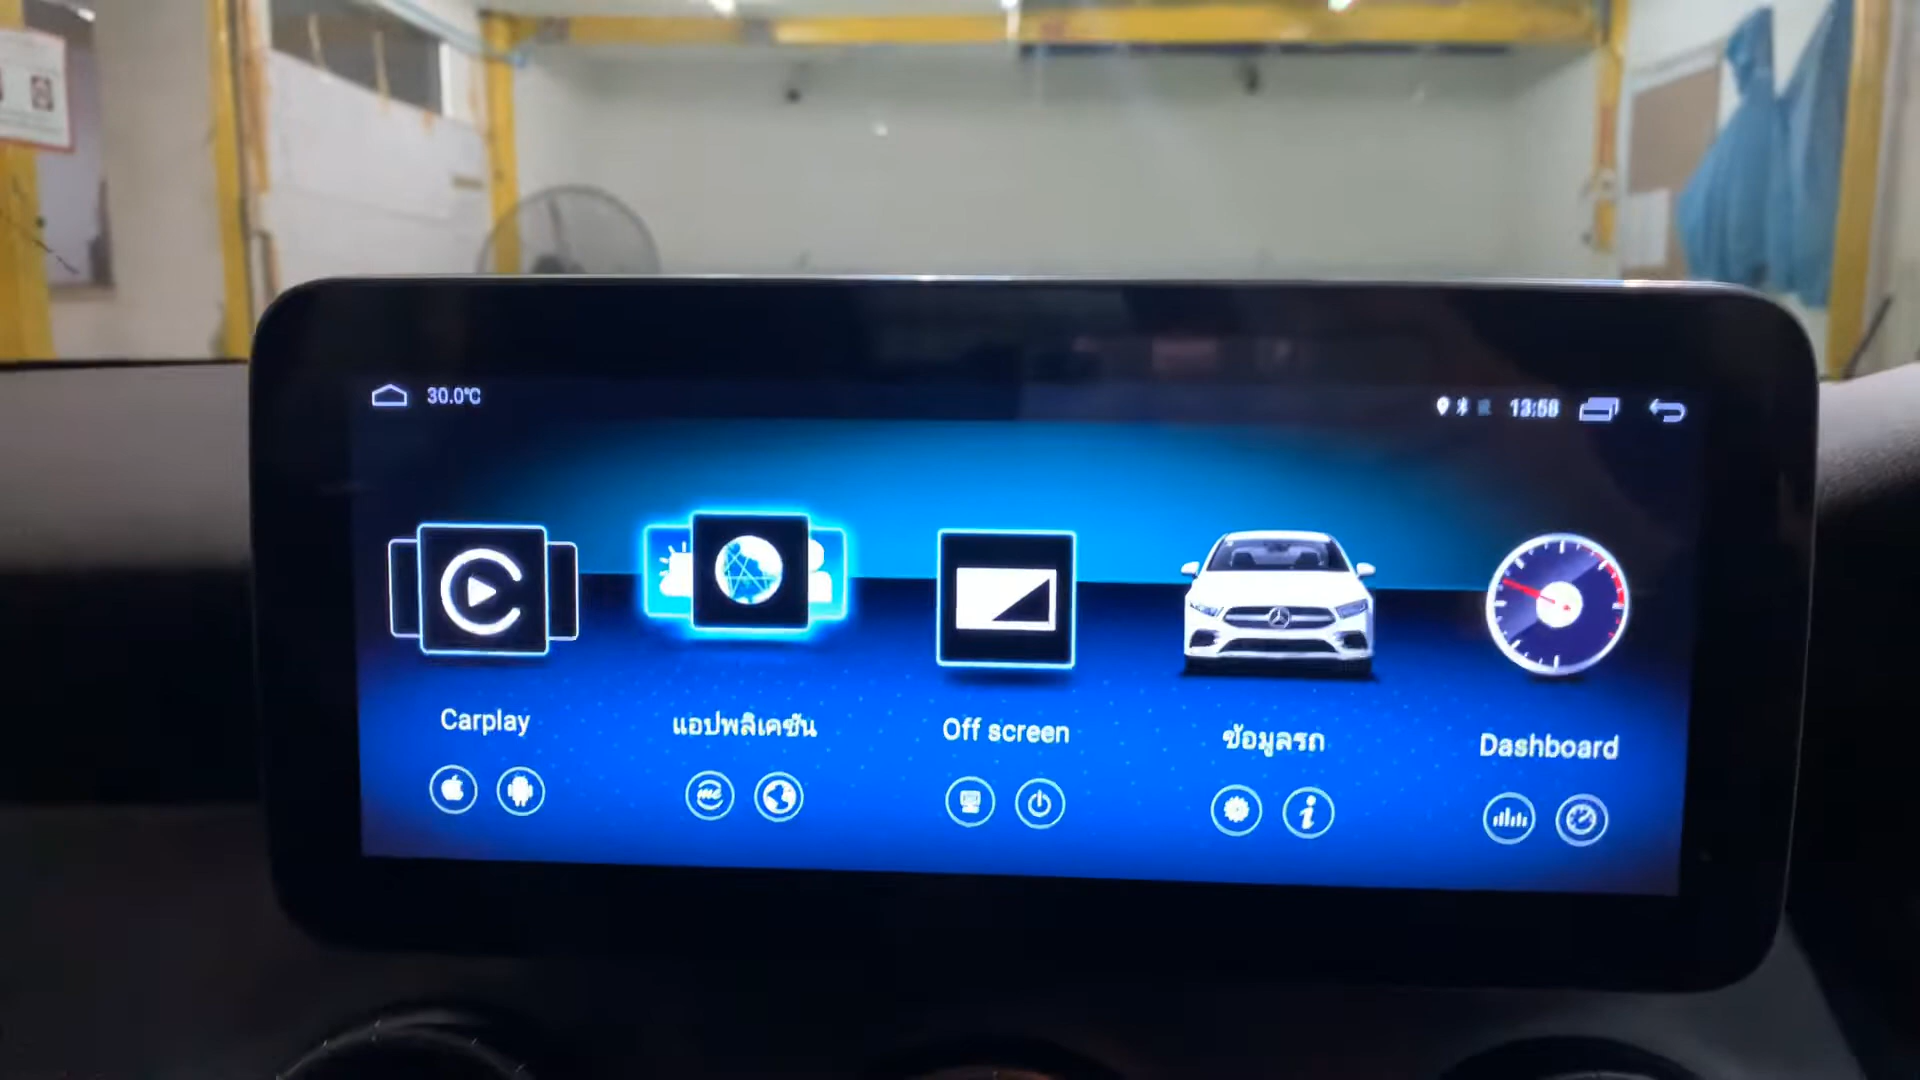 30.0°C
13:58
Carplay
แอปพลิเคชัน
Off screen
ข้อมูลรถ
Dashboard
me